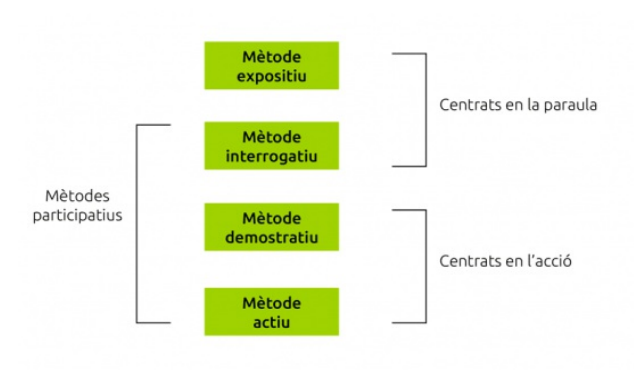 Mètode
expositiu
Centrats en la paraula
Mètode
interrogatiu
Mètodes
participatius
Mètode
demostratiu
Centrats en l'acció
Mètode
actiu